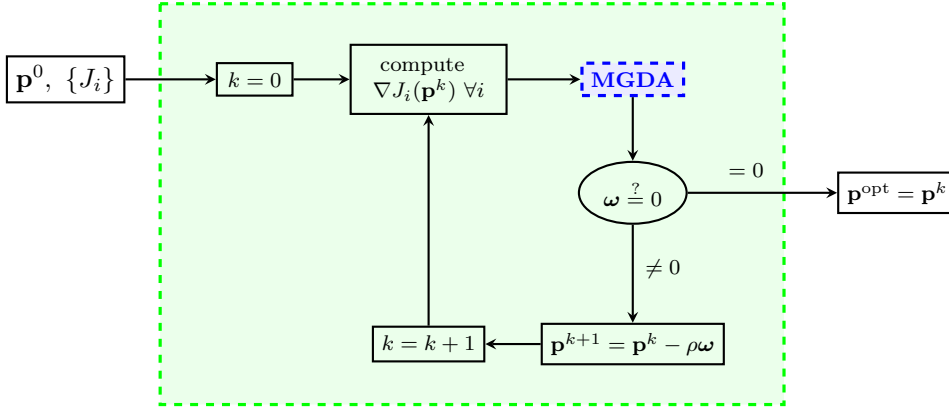 𝐩⁰, {Jᵢ}
k = 0
compute
∇Jᵢ(𝐩ᵏ) ∀i
MGDA
𝝎 ≟ 0
= 0
𝐩ᵒᵖᵗ = 𝐩ᵏ
≠ 0
k = k + 1
𝐩ᵏ⁺¹ = 𝐩ᵏ − ρ𝝎